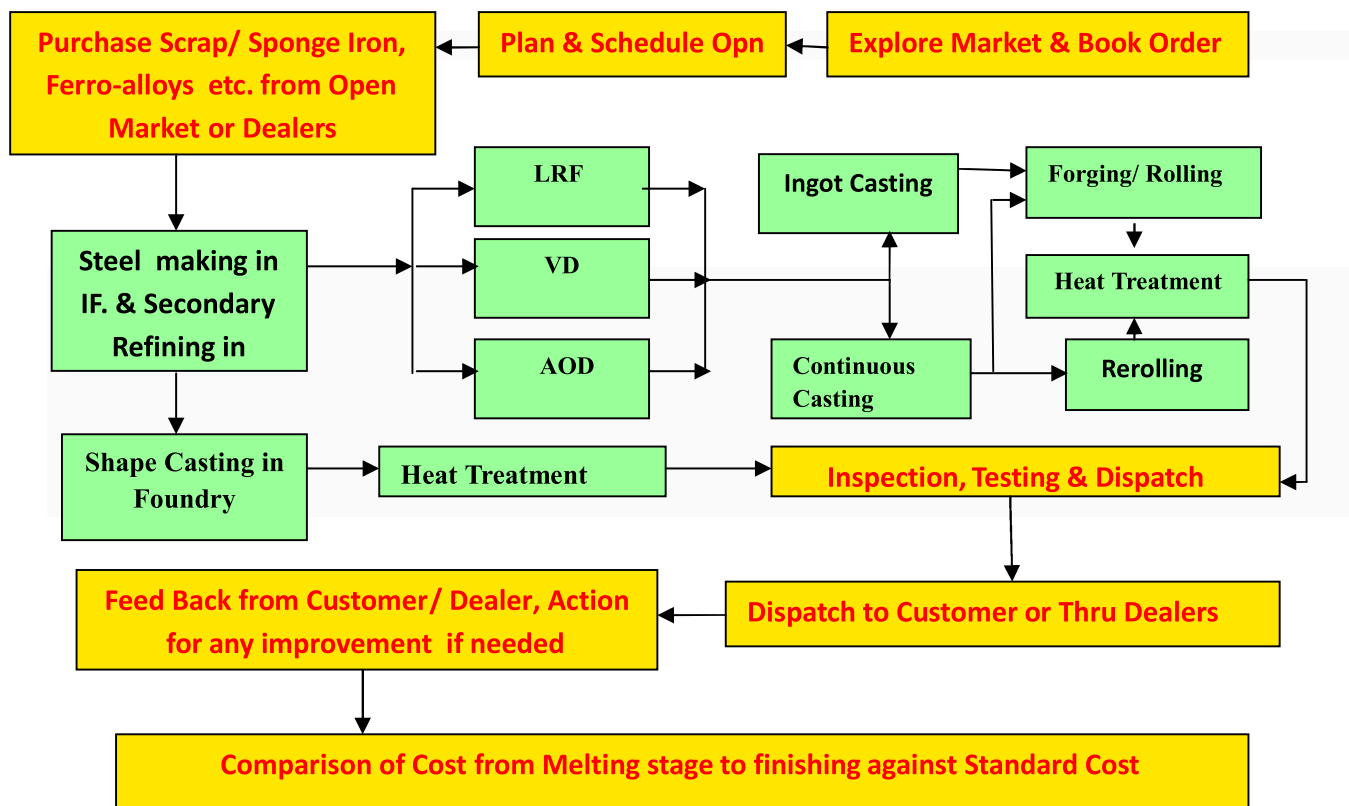 Purchase Scrap/ Sponge Iron,
Ferro-alloys etc. from Open
Market or Dealers
Plan & Schedule Opn
Explore Market & Book Order
LRF
Ingot Casting
Forging/ Rolling
Steel making in
IF. & Secondary
Refining in
VD
Heat Treatment
AOD
Continuous
Casting
Rerolling
Shape Casting in
Foundry
Heat Treatment
Inspection, Testing & Dispatch
Feed Back from Customer/ Dealer, Action
for any improvement if needed
Dispatch to Customer or Thru Dealers
Comparison of Cost from Melting stage to finishing against Standard Cost